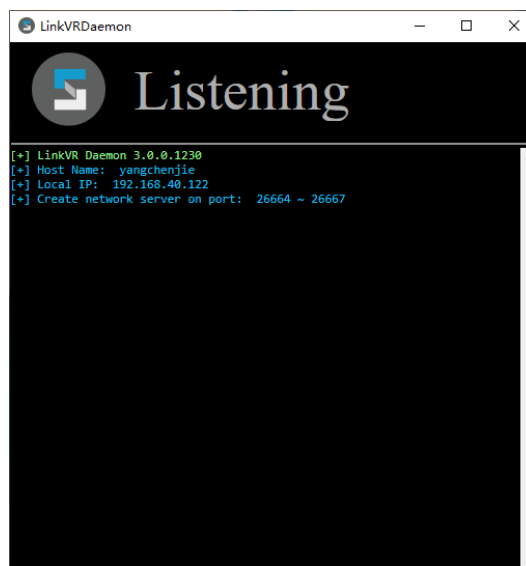 LinkVRDaemon
Listening
[+] LinkVR Daemon 3.0.0.1230
[+] Host Name:  yangchenjie
[+] Local IP:  192.168.40.122
[+] Create network server on port:  26664 ~ 26667